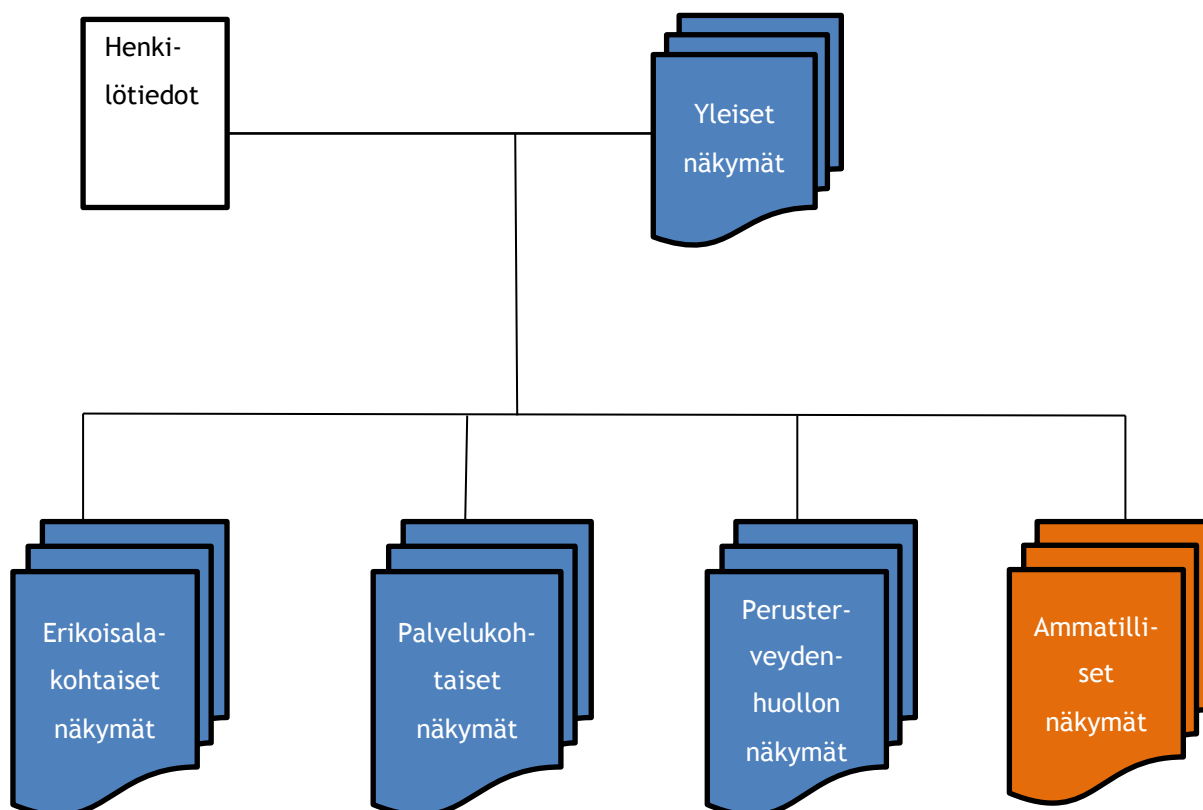 Henki-
lötiedot
Yleiset
näkymät
Erikoisala-
kohtaiset
näkymät
Palvelukoh-
taiset
näkymät
Peruster-
veyden-
huollon
näkymät
Ammatilli-
set
näkymät